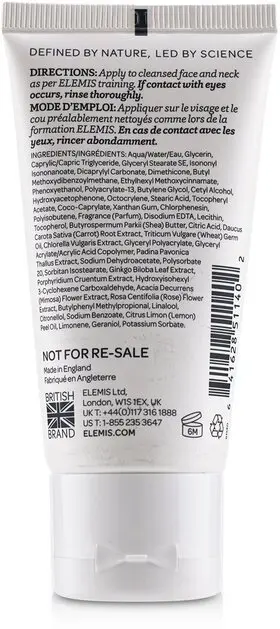 DEFINED BY NATURE, LED BY SCIENCE
DIRECTIONS: Apply to cleansed face and neck
as per ELEMIS training. If contact with eyes
occurs, rinse thoroughly.
MODE D'EMPLOI: Appliquer sur le visage et le
cou préalablement nettoyés comme lors de la
formation ELEMIS. En cas de contact avec les
yeux, rincer abondamment.
INGREDIENTS/INGRÉDIENTS: Aqua/Water/Eau, Glycerin,
Caprylic/Capric Triglyceride, Glyceryl Stearate SE, Isononyl
Isononanoate, Dicaprylyl Carbonate, Dimethicone, Butyl
Methoxydibenzoylmethane, Ethylhexyl Methoxycinnamate,
Phenoxyethanol, Polyacrylate-13, Butylene Glycol, Cetyl Alcohol,
Hydroxyacetophenone, Octocrylene, Stearic Acid, Tocopheryl
Acetate, Coco-Caprylate, Xanthan Gum, Chlorphenesin,
Polyisobutene, Fragrance (Parfum), Disodium EDTA, Lecithin,
Tocopherol, Butyrospermum Parkii (Shea) Butter, Citric Acid, Daucus
Carota Sativa (Carrot) Root Extract, Triticum Vulgare (Wheat) Germ
Oil, Chlorella Vulgaris Extract, Glyceryl Polyacrylate, Glyceryl
Acrylate/Acrylic Acid Copolymer, Padina Pavonica
Thallus Extract, Sodium Dehydroacetate, Polysorbate
20, Sorbitan Isostearate, Ginkgo Biloba Leaf Extract,
Porphyridium Cruentum Extract, Hydroxyisohexyl
3-Cyclohexene Carboxaldehyde, Acacia Decurrens
(Mimosa) Flower Extract, Rosa Centifolia (Rose) Flower
Extract, Butylphenyl Methylpropional, Linalool,
Citronellol, Sodium Benzoate, Citrus Limon (Lemon)
Peel Oil, Limonene, Geraniol, Potassium Sorbate.
NOT FOR RE-SALE
Made in England
Fabriqué en Angleterre
BRITISH
BRAND
ELEMIS Ltd,
London, W1S 1EX, UK
UK T: +44(0)117 316 1888
US T: 1-855 235 3647
ELEMIS.COM
6M
6 41628 51140 2